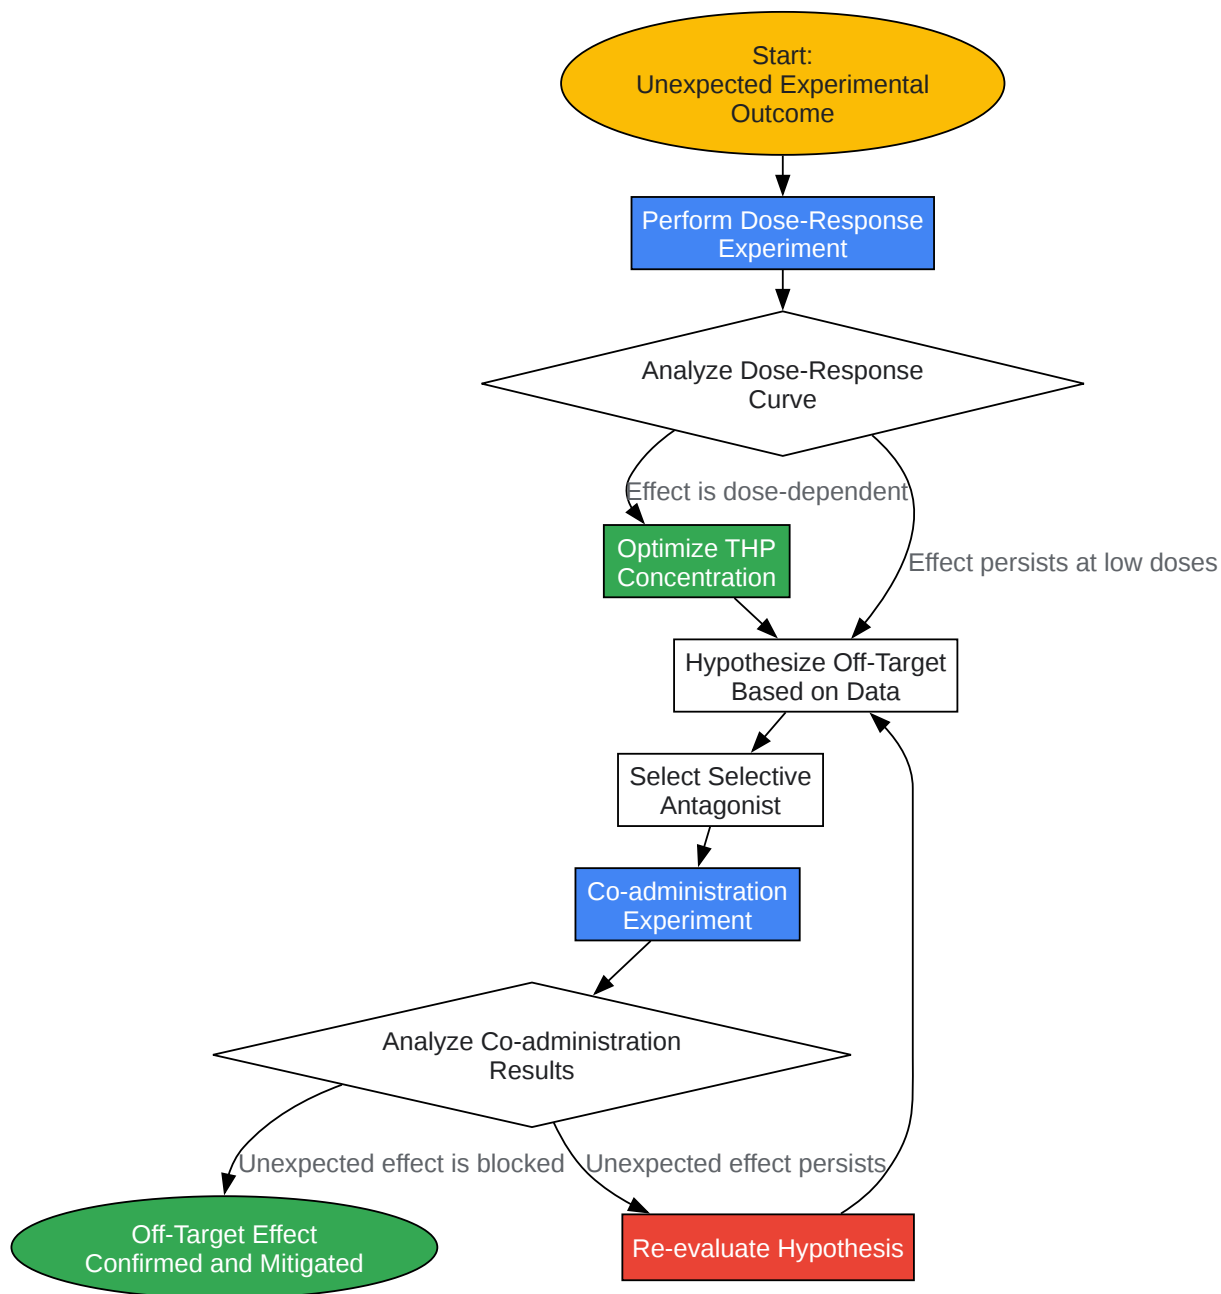 Start:
Unexpected Experimental
Outcome
Perform Dose-Response
Experiment
Analyze Dose-Response
Curve
Effect is dose-dependent
Optimize THP
Concentration
Effect persists at low doses
Hypothesize Off-Target
Based on Data
Select Selective
Antagonist
Co-administration
Experiment
Analyze Co-administration
Results
Unexpected effect is blocked
Unexpected effect persists
Off-Target Effect
Confirmed and Mitigated
Re-evaluate Hypothesis